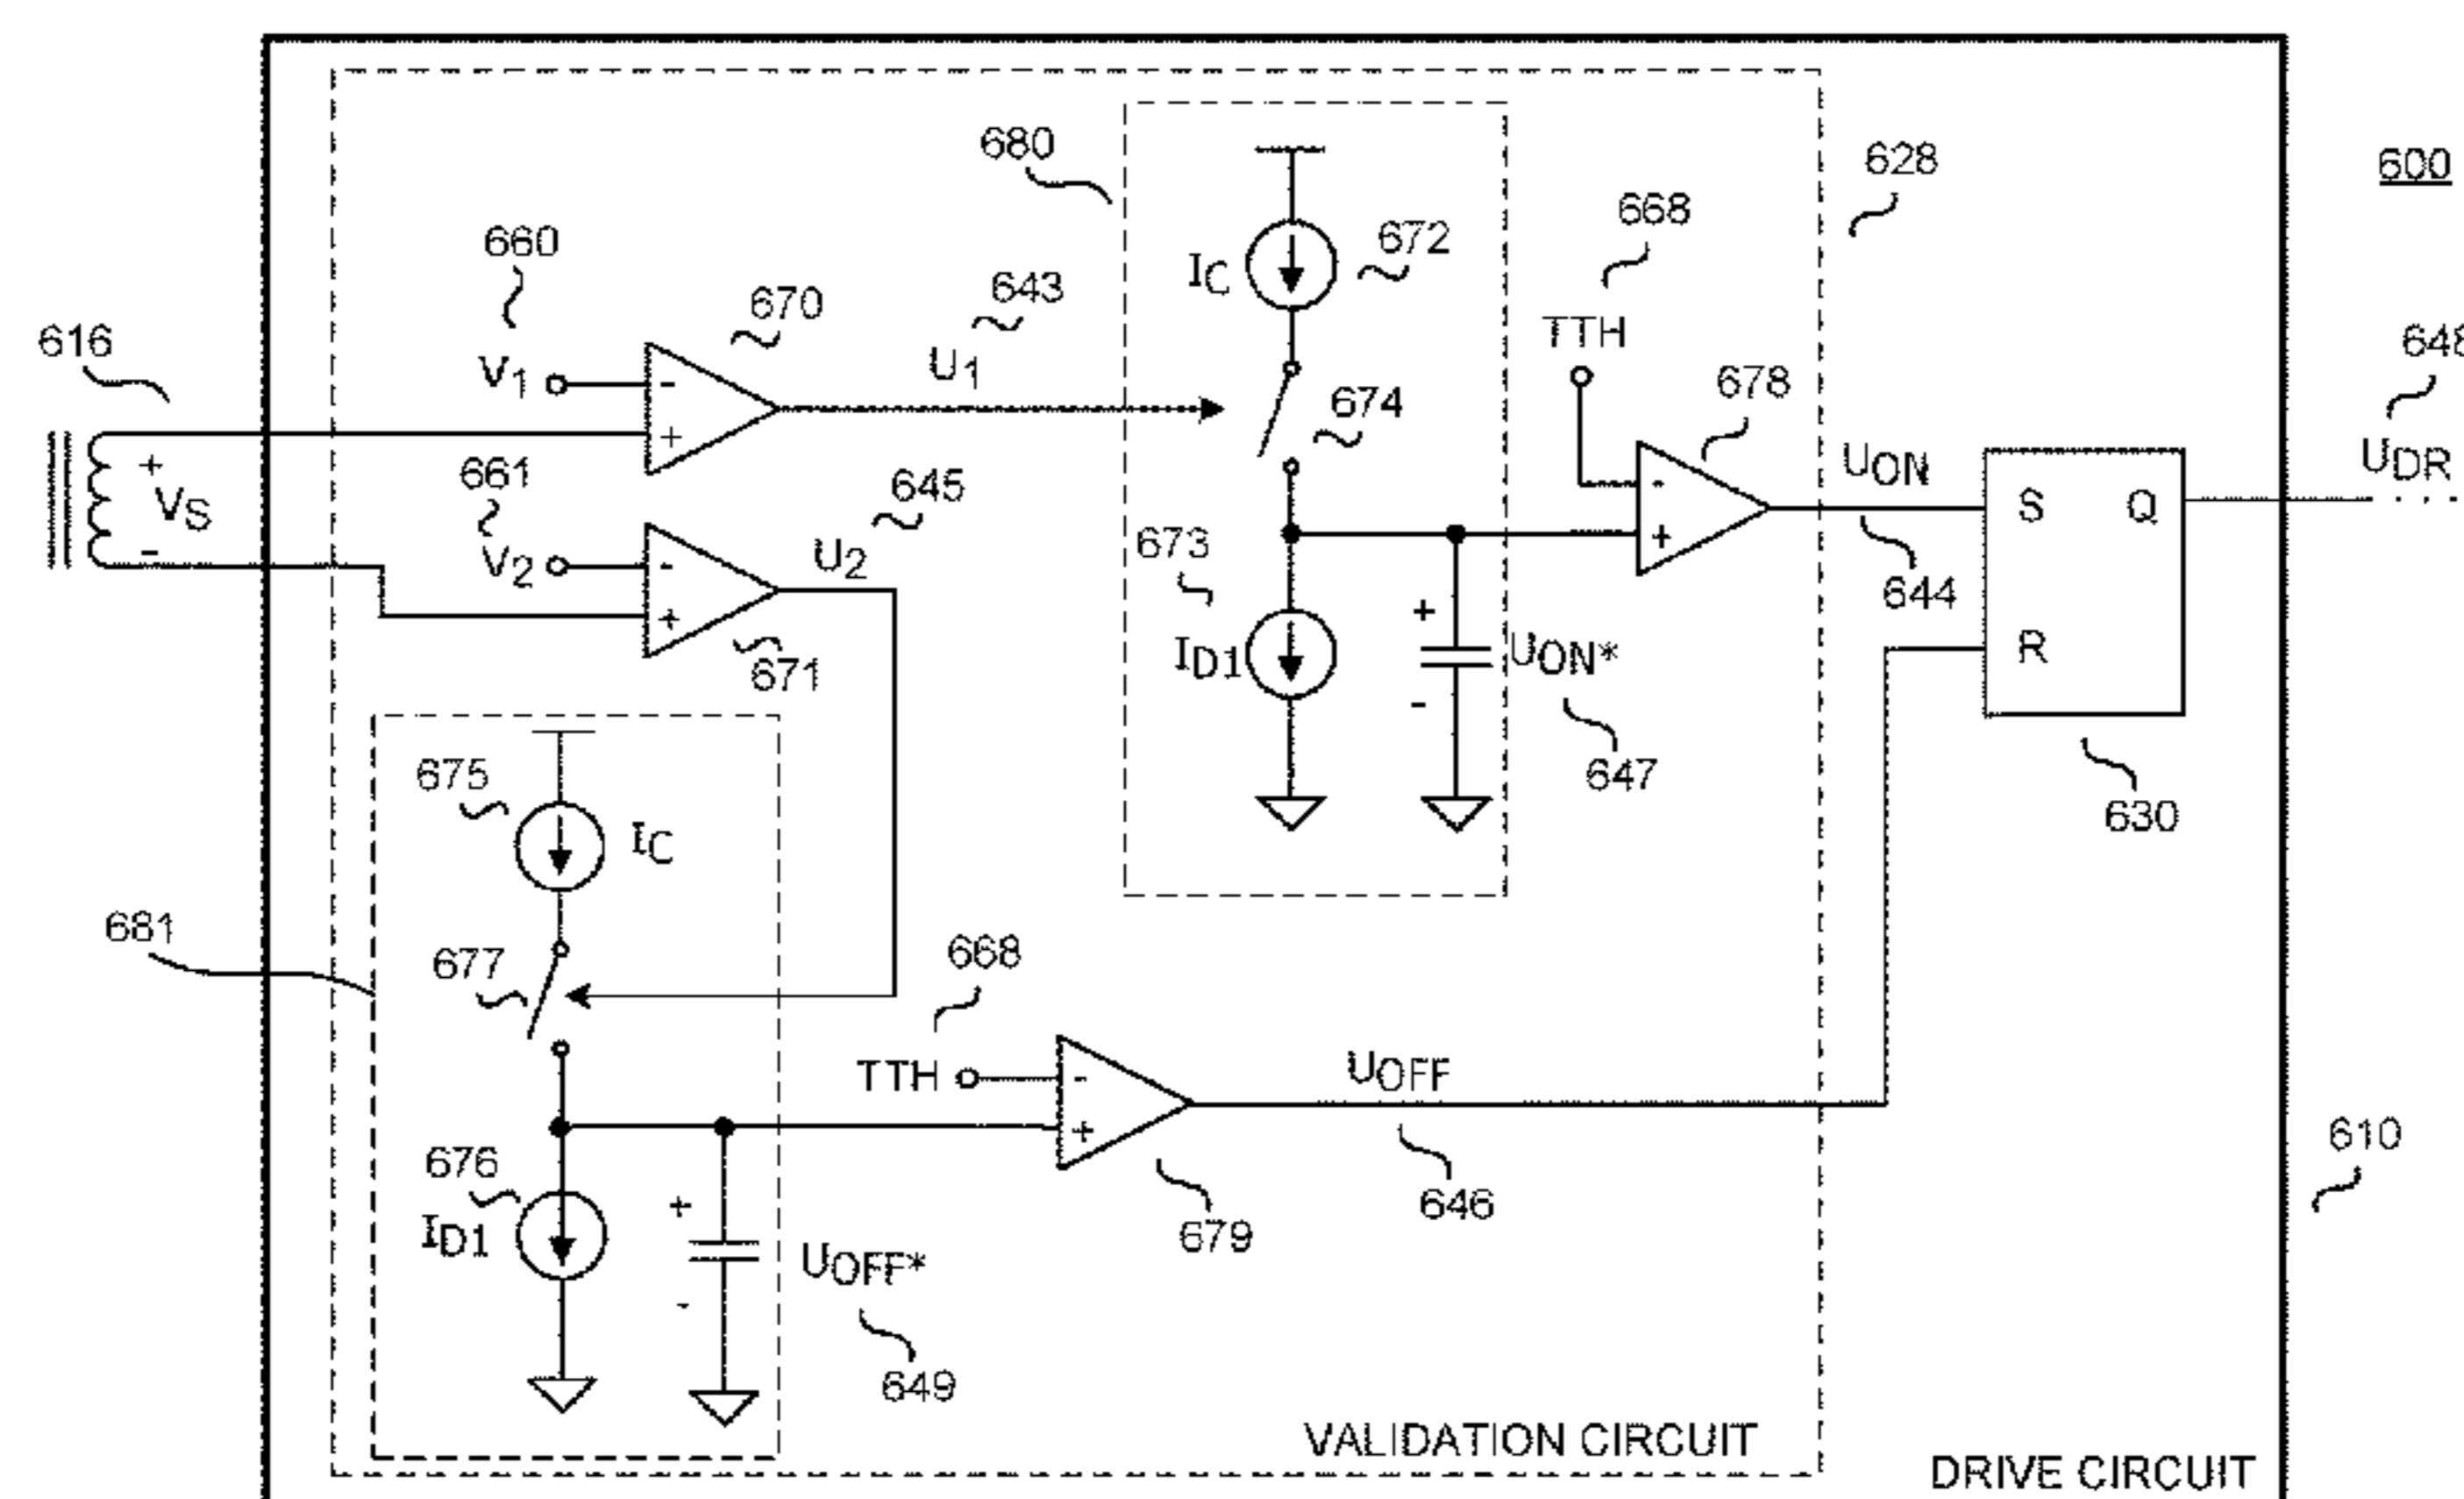 600
628
680
668
672
660
670
643
IC
TTH
648
616
V1
-
U1
674
678
+
UON
UDR
+
VS
-
661
V2
-
+
645
U2
-
+
S
Q
R
644
673
671
ID1
+
-
UON*
647
630
675
IC
681
677
668
TTH
-
+
UOFF
646
610
676
ID1
+
-
679
UOFF*
649
VALIDATION CIRCUIT
DRIVE CIRCUIT